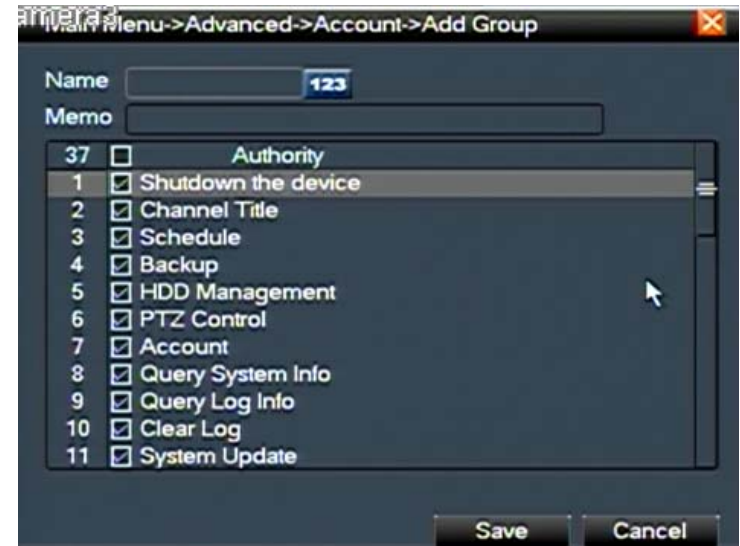 Main Menu->Advanced->Account->Add Group
Name 123
Memo
37 Authority
1 Shutdown the device
2 Channel Title
3 Schedule
4 Backup
5 HDD Management
6 PTZ Control
7 Account
8 Query System Info
9 Query Log Info
10 Clear Log
11 System Update
Save Cancel